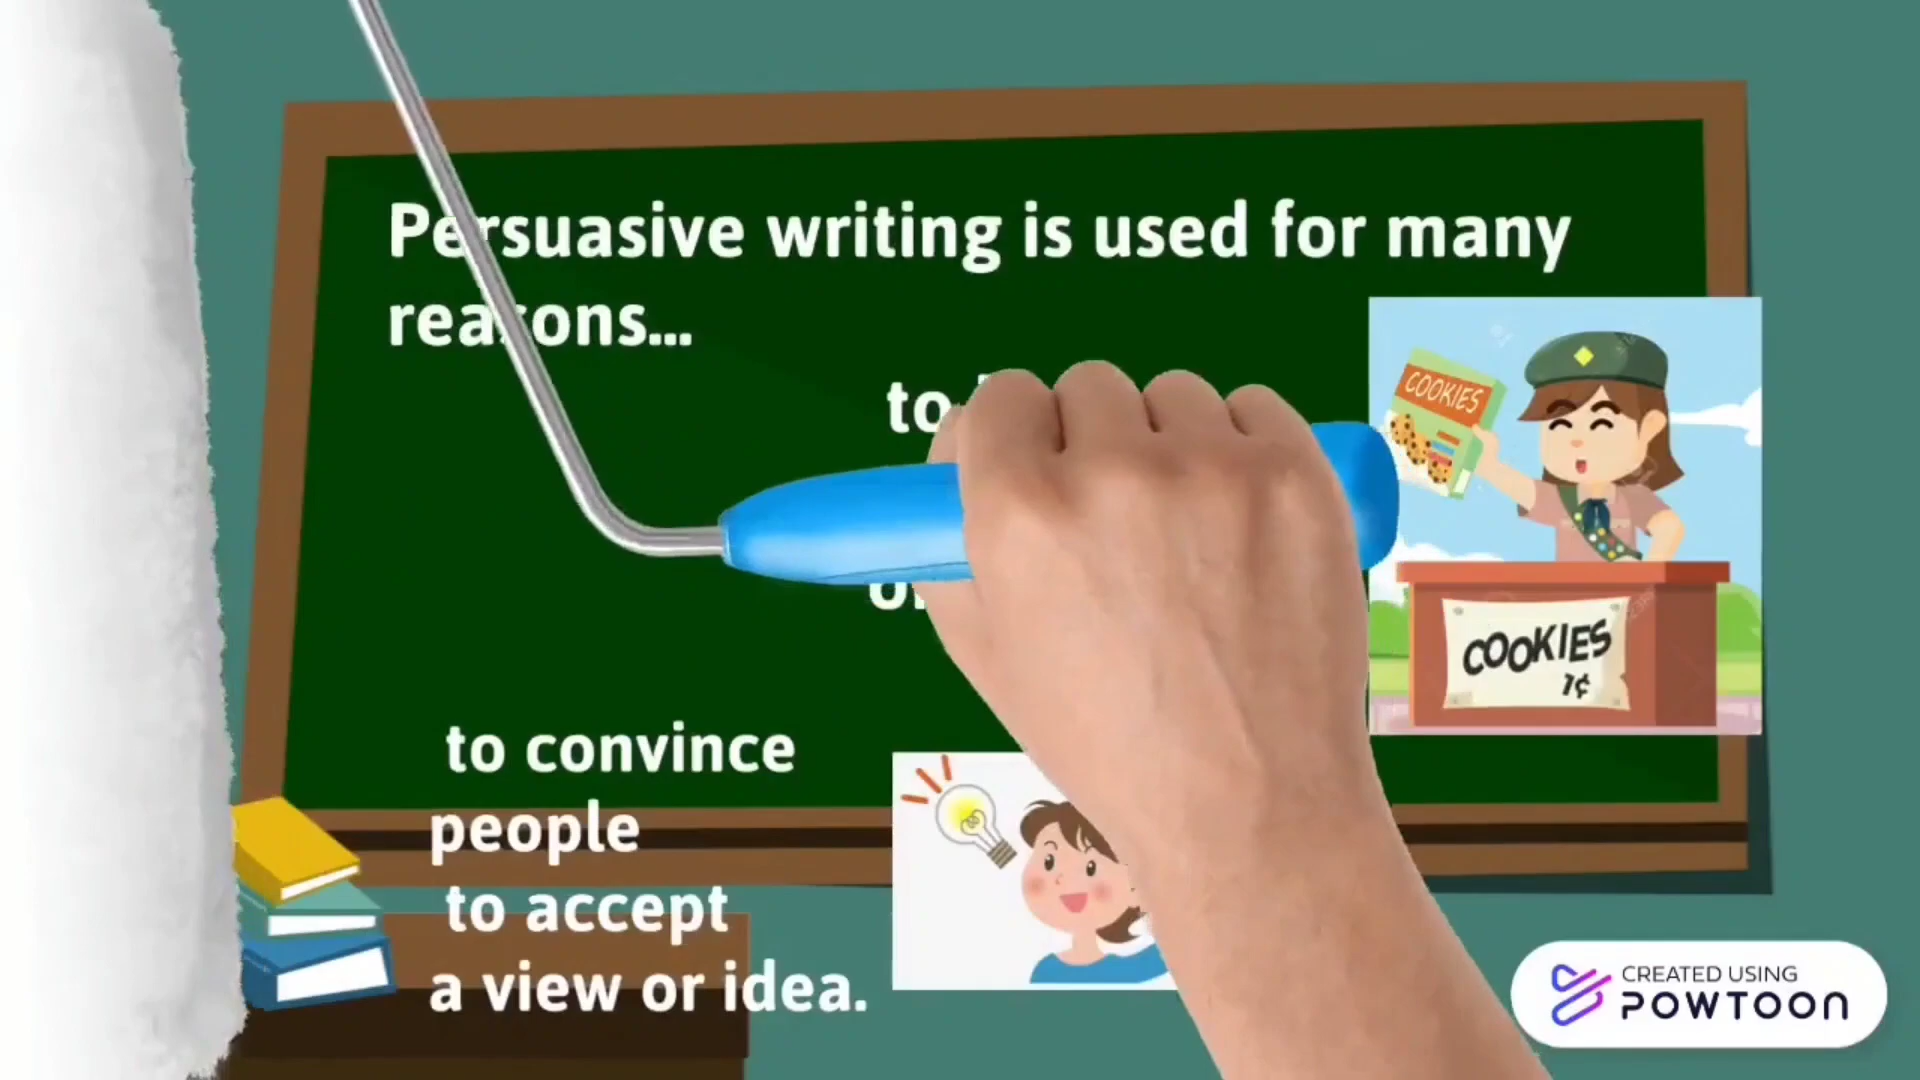 Persuasive writing is used for many
reasons...
to
COOKIES
COOKIES
1¢
to convince
people
to accept
a view or idea.
CREATED USING
POWTOON